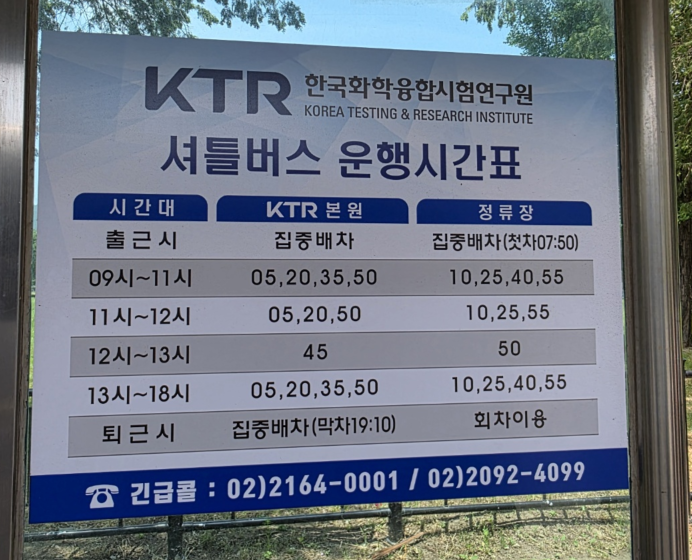 KTR 한국화학융합시험연구원
KOREA TESTING & RESEARCH INSTITUTE
셔틀버스 운행시간표
시간대 KTR 본원 정류장
출근시 집중배차 집중배차(첫차07:50)
09시~11시 05,20,35,50 10,25,40,55
11시~12시 05,20,50 10,25,55
12시~13시 45 50
13시~18시 05,20,35,50 10,25,40,55
퇴근시 집중배차(막차19:10) 회차이용
☎ 긴급콜 : 02)2164-0001 / 02)2092-4099